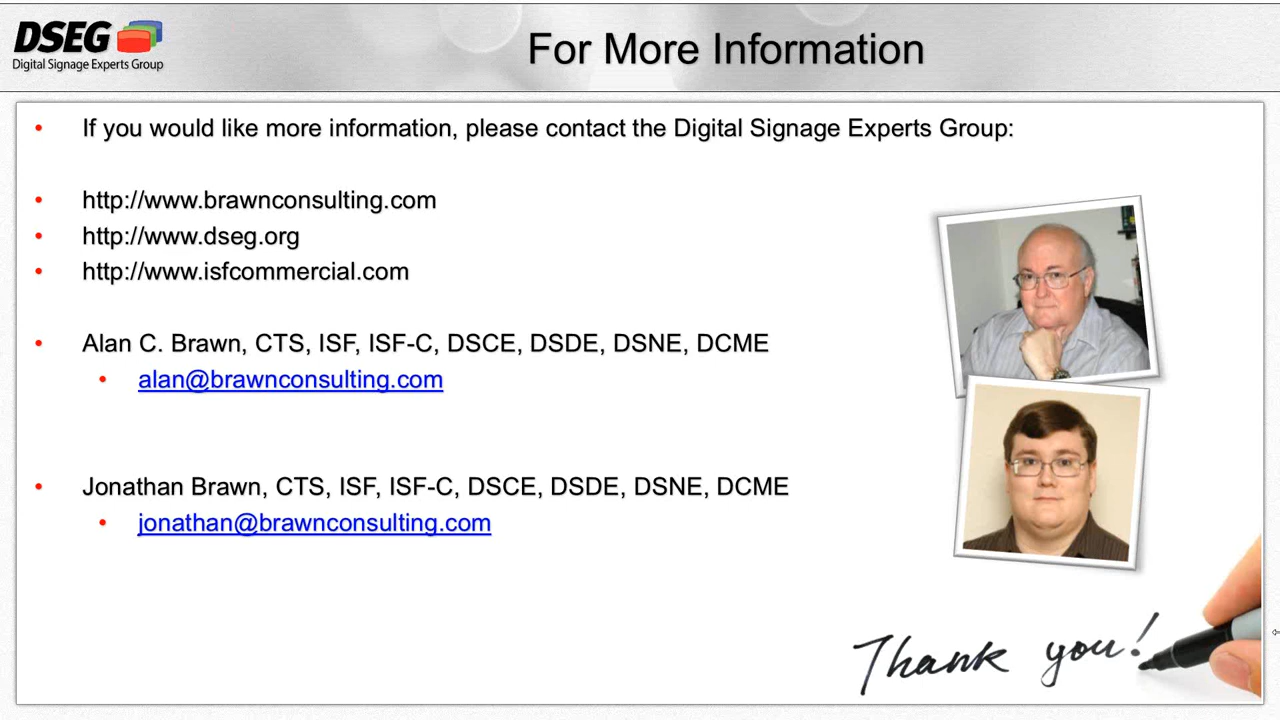 DSEG
Digital Signage Experts Group
For More Information
• If you would like more information, please contact the Digital Signage Experts Group:
• http://www.brawnconsulting.com
• http://www.dseg.org
• http://www.isfcommercial.com
• Alan C. Brawn, CTS, ISF, ISF-C, DSCE, DSDE, DSNE, DCME
• alan@brawnconsulting.com
• Jonathan Brawn, CTS, ISF, ISF-C, DSCE, DSDE, DSNE, DCME
• jonathan@brawnconsulting.com
Thank you!